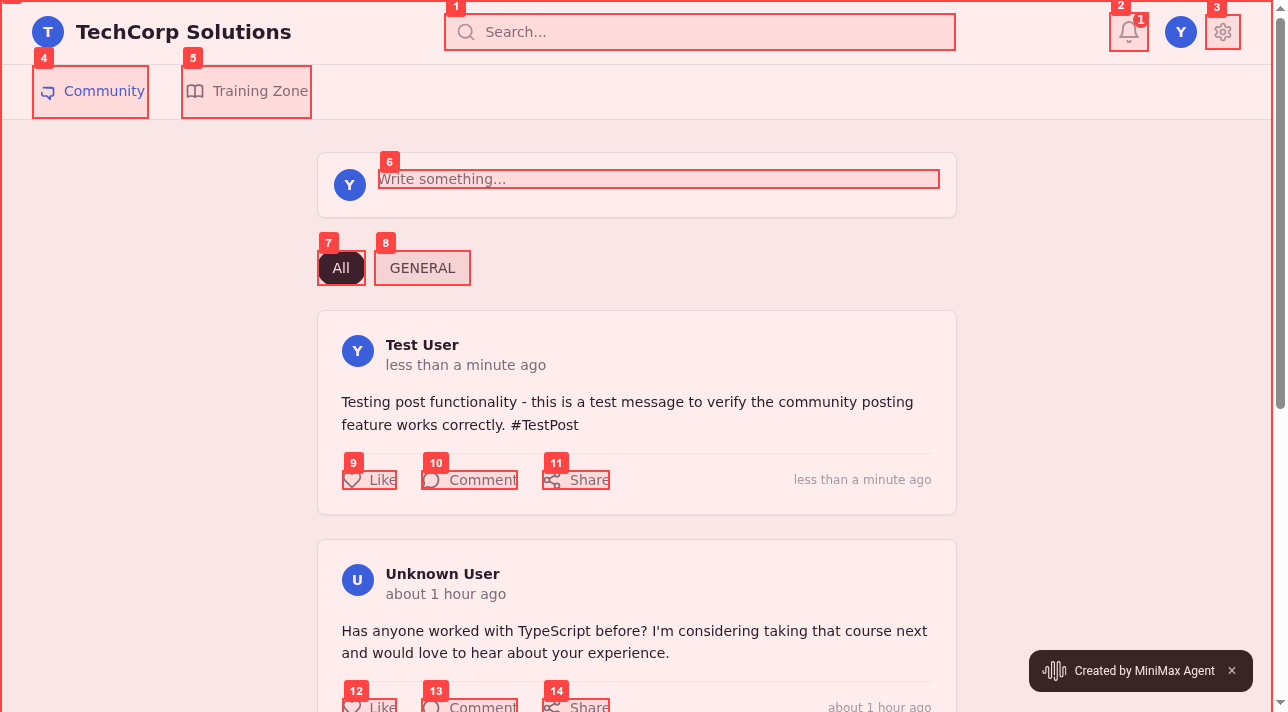 1
2
3
T
TechCorp Solutions
Search...
1
Y
4
5
Community
Training Zone
6
Y
Write something...
7
8
All
GENERAL
Y
Test User
less than a minute ago
Testing post functionality - this is a test message to verify the community posting
feature works correctly. #TestPost
9
10
11
Like
Comment
Share
less than a minute ago
U
Unknown User
about 1 hour ago
Has anyone worked with TypeScript before? I'm considering taking that course next
and would love to hear about your experience.
Created by MiniMax Agent
12
13
14
Like
Comment
Share
about 1 hour ago